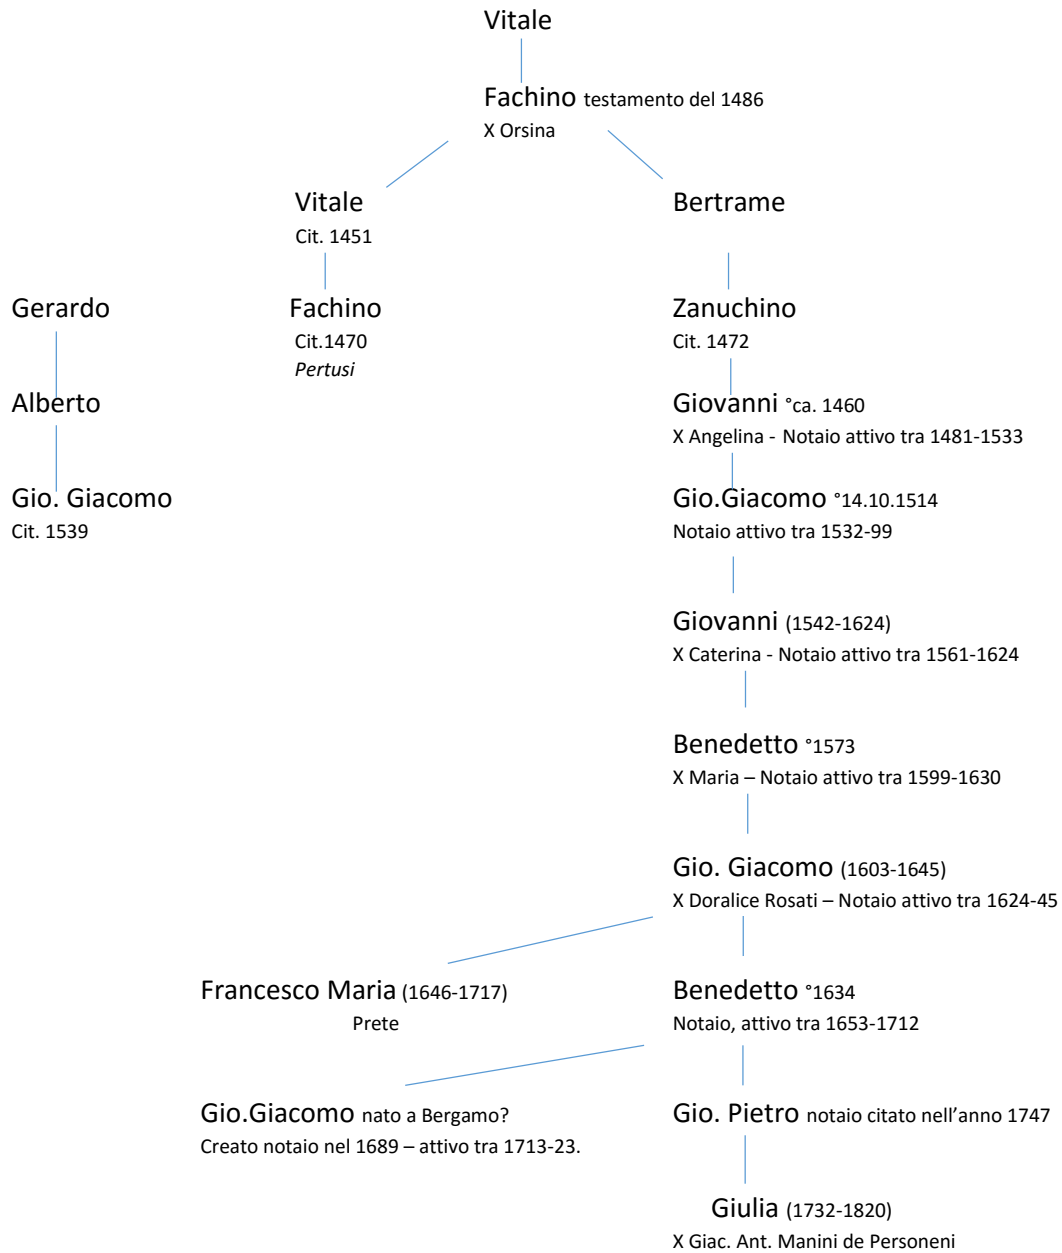 Vitale
Fachino testamento del 1486
X Orsina
Vitale
Cit. 1451
Bertrame
Gerardo
Fachino
Cit.1470
Pertusi
Zanuchino
Cit. 1472
Alberto
Giovanni °ca. 1460
X Angelina - Notaio attivo tra 1481-1533
Gio. Giacomo
Cit. 1539
Gio.Giacomo °14.10.1514
Notaio attivo tra 1532-99
Giovanni (1542-1624)
X Caterina - Notaio attivo tra 1561-1624
Benedetto °1573
X Maria – Notaio attivo tra 1599-1630
Gio. Giacomo (1603-1645)
X Doralice Rosati – Notaio attivo tra 1624-45
Francesco Maria (1646-1717)
Prete
Benedetto °1634
Notaio, attivo tra 1653-1712
Gio.Giacomo nato a Bergamo?
Creato notaio nel 1689 – attivo tra 1713-23.
Gio. Pietro notaio citato nell’anno 1747
Giulia (1732-1820)
X Giac. Ant. Manini de Personeni